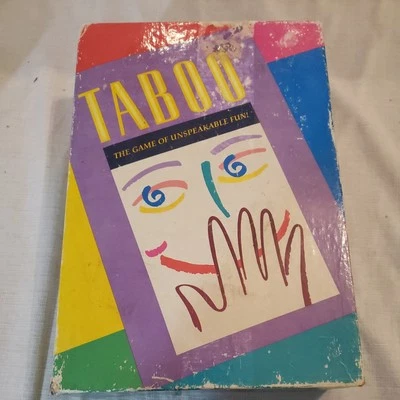 TABOO
THE GAME OF UNSPEAKABLE FUN!